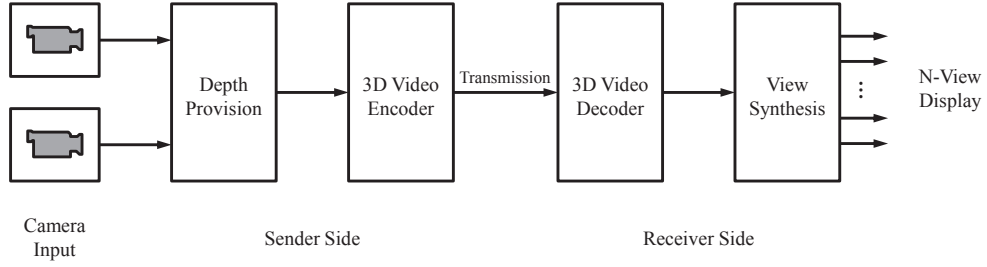 Depth
Provision
3D Video
Encoder
Transmission
3D Video
Decoder
View
Synthesis
N-View
Display
Camera
Input
Sender Side
Receiver Side